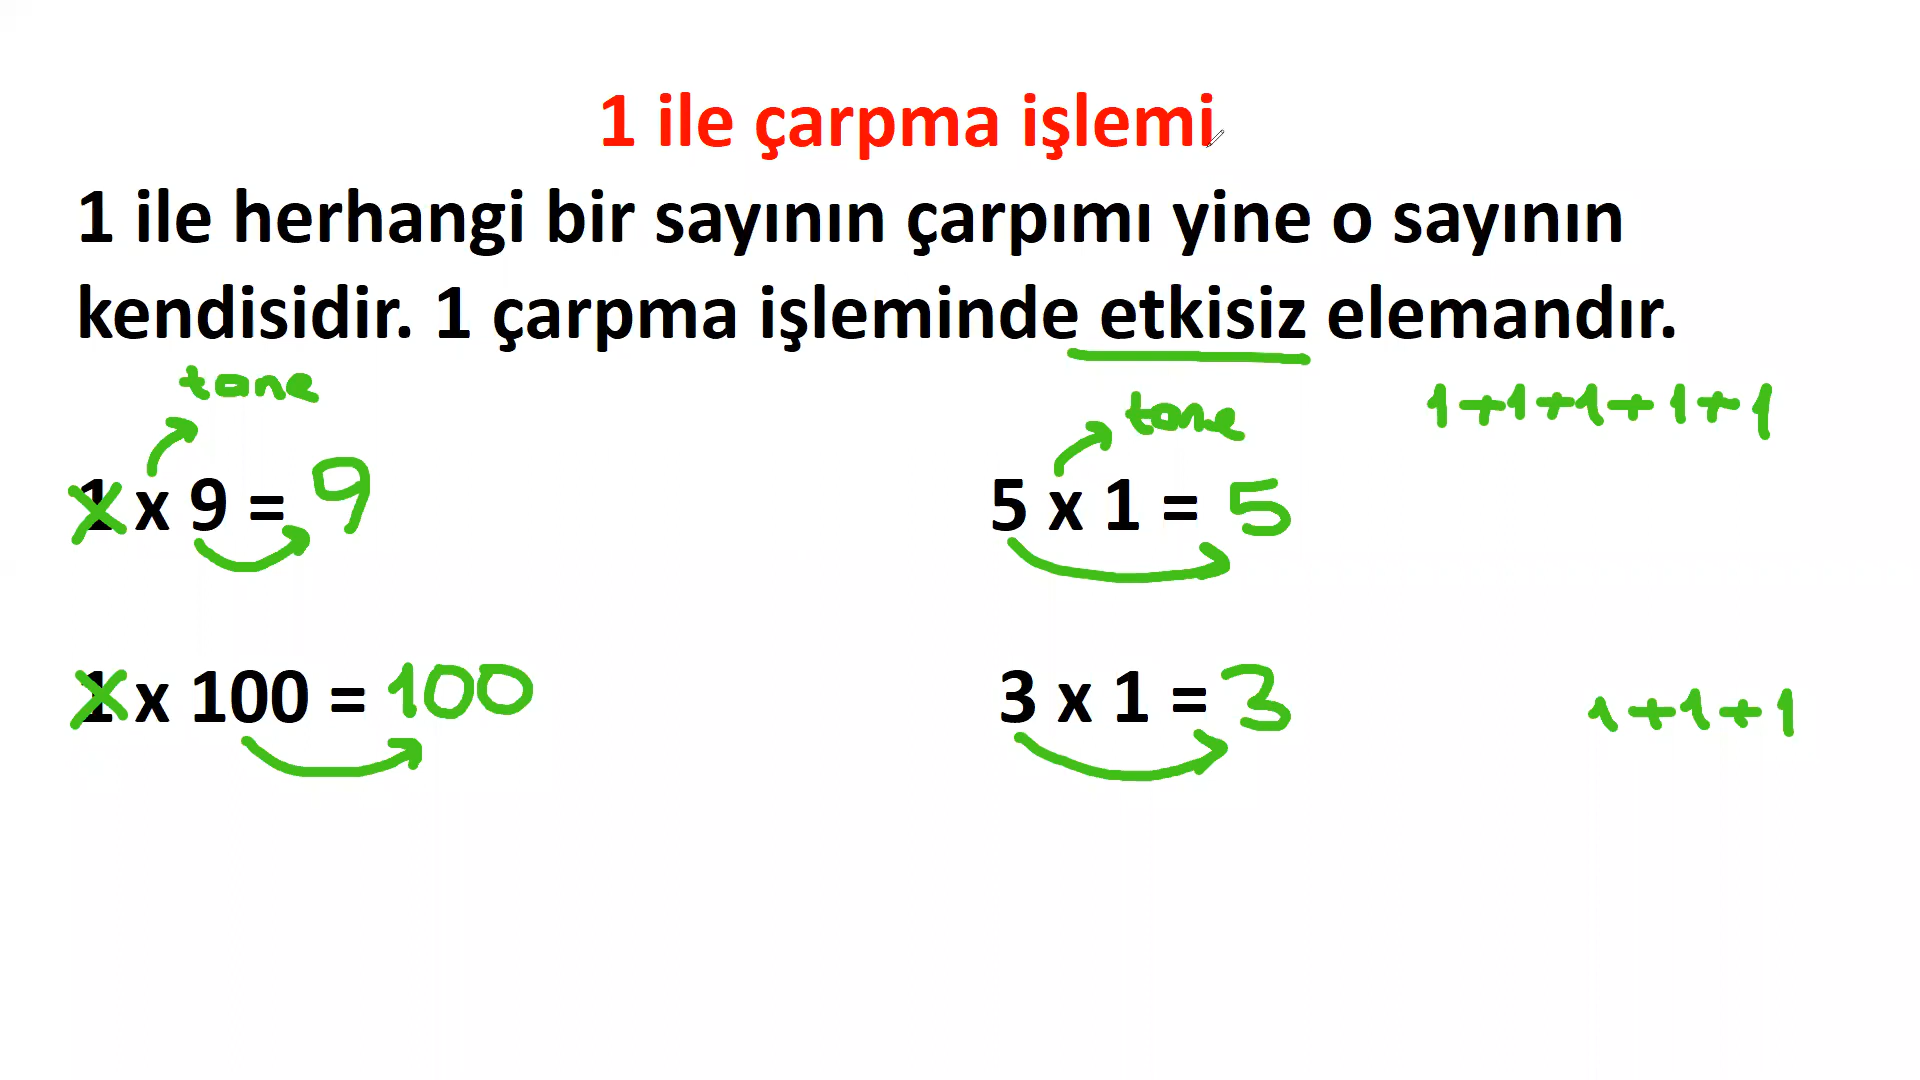 1 ile çarpma işlemi
1 ile herhangi bir sayının çarpımı yine o sayının
kendisidir. 1 çarpma işleminde etkisiz elemandır.
tane
tane
1+1+1+1+1
1 x 9 = 9
5 x 1 = 5
1 x 100 = 100
3 x 1 = 3
1+1+1